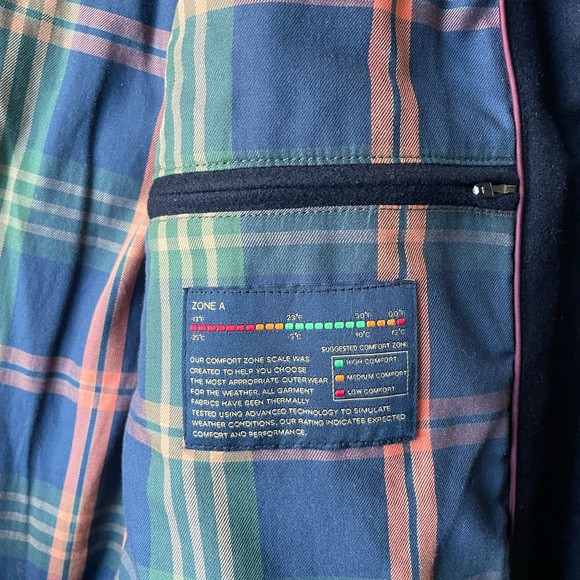 ZONE A
-13°F 23°F 50°F 60°F
-25°C -5°C 10°C 15°C
SUGGESTED COMFORT ZONE
HIGH COMFORT
MEDIUM COMFORT
LOW COMFORT
OUR COMFORT ZONE SCALE WAS
CREATED TO HELP YOU CHOOSE
THE MOST APPROPRIATE OUTERWEAR
FOR THE WEATHER. ALL GARMENT
FABRICS HAVE BEEN THERMALLY
TESTED USING ADVANCED TECHNOLOGY TO SIMULATE
WEATHER CONDITIONS. OUR RATING INDICATES EXPECTED
COMFORT AND PERFORMANCE.